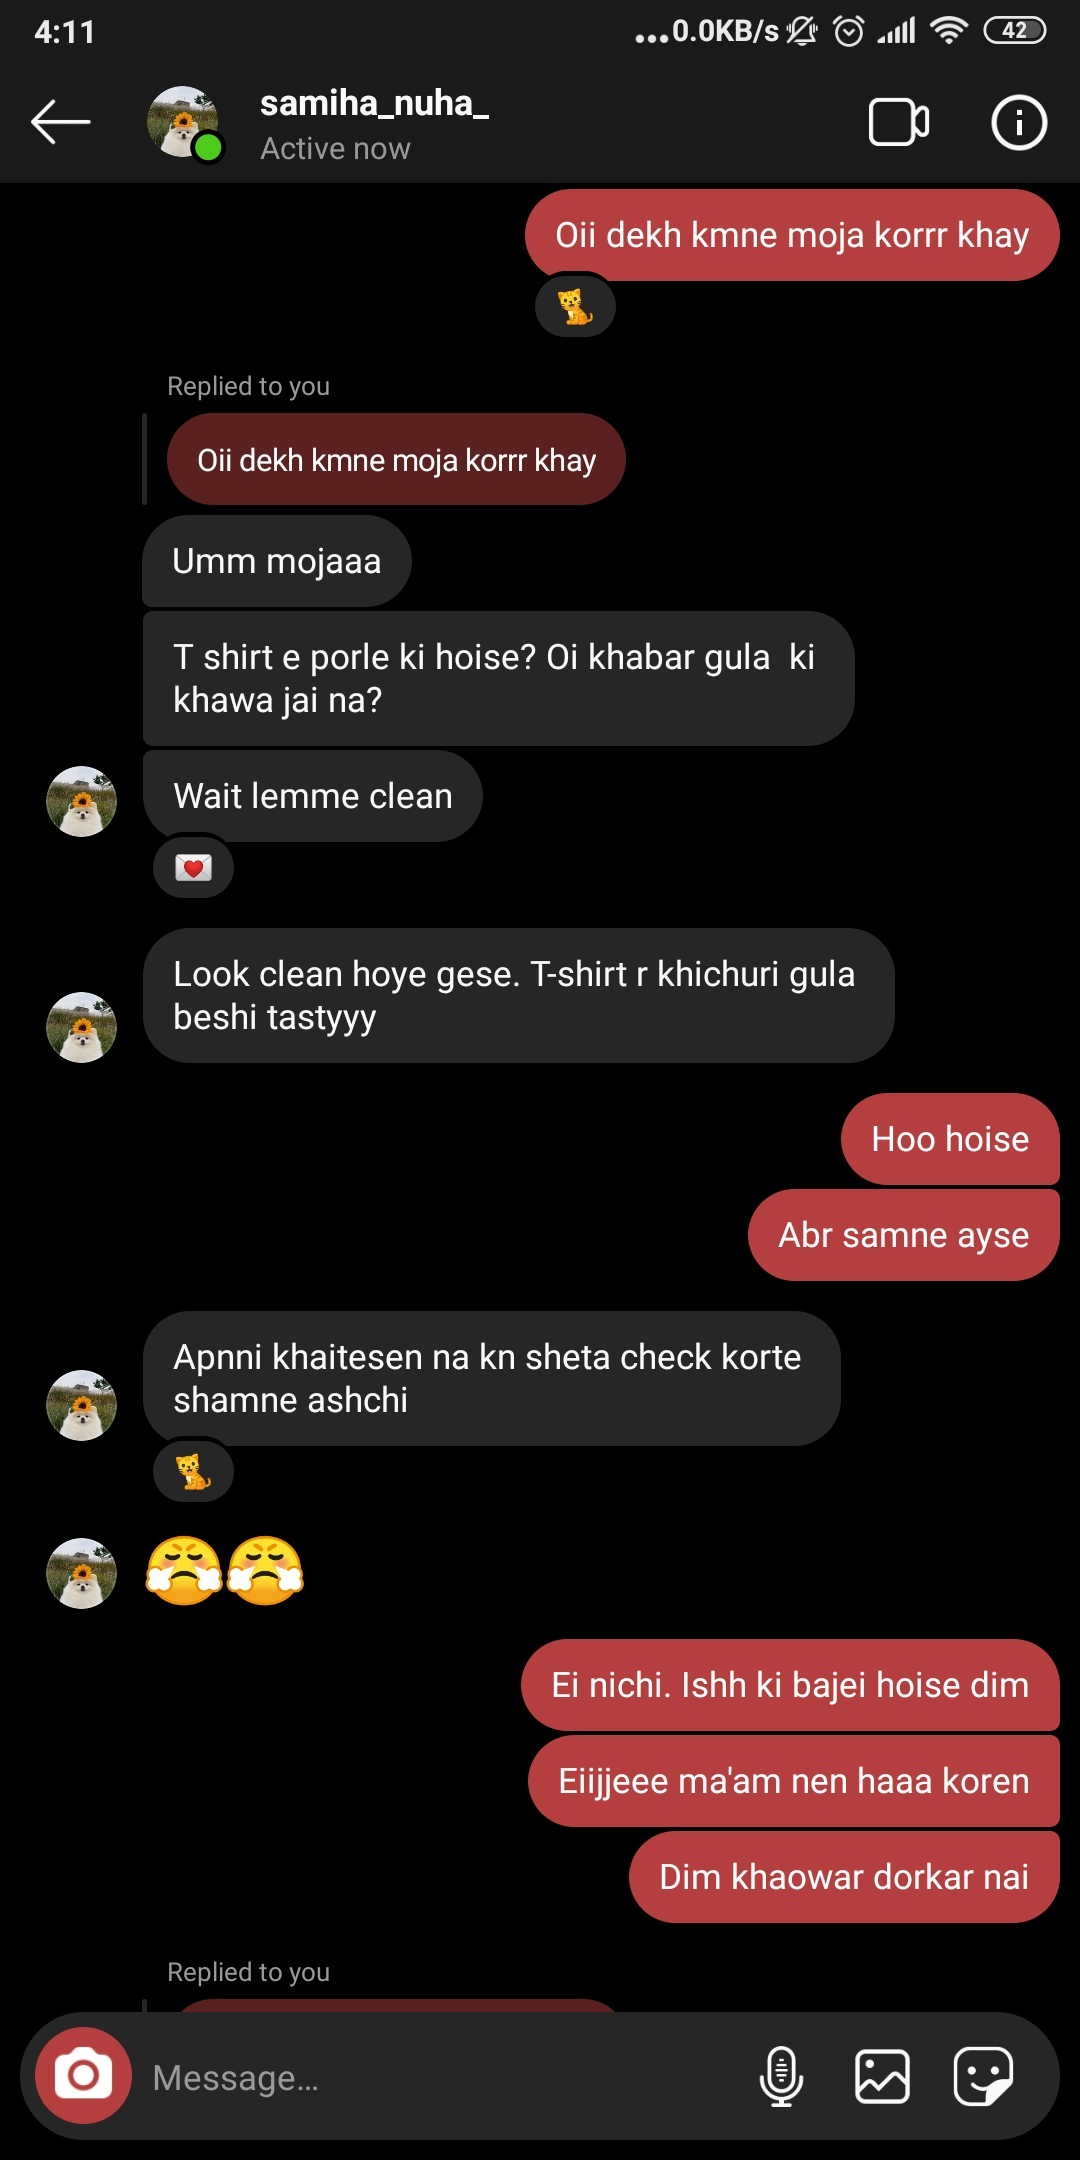 4:11
...0.0KB/s
42
samiha_nuha_
Active now
Oii dekh kmne moja korrr khay
Replied to you
Oii dekh kmne moja korrr khay
Umm mojaaa
T shirt e porle ki hoise? Oi khabar gula  ki
khawa jai na?
Wait lemme clean
Look clean hoye gese. T-shirt r khichuri gula
beshi tastyyy
Hoo hoise
Abr samne ayse
Apnni khaitesen na kn sheta check korte
shamne ashchi
Ei nichi. Ishh ki bajei hoise dim
Eiijjeee ma'am nen haaa koren
Dim khaowar dorkar nai
Replied to you
Message...